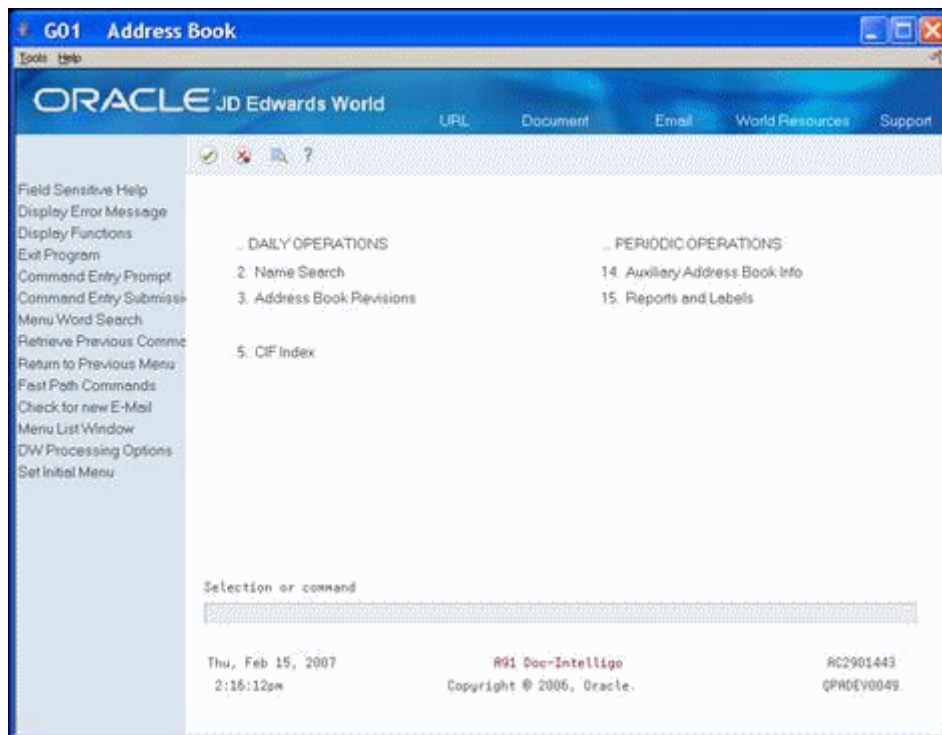 G01 Address Book
Tools Help
ORACLE JD Edwards World
URL Document Email World Resources Support
?
Field Sensitive Help
Display Error Message
Display Functions
Exit Program
Command Entry Prompt
Command Entry Submissi
Menu Word Search
Retrieve Previous Comma
Return to Previous Menu
Fast Path Commands
Check for new E-Mail
Menu List Window
DW Processing Options
Set Initial Menu
... DAILY OPERATIONS
2. Name Search
3. Address Book Revisions
5. CIF Index
... PERIODIC OPERATIONS
14. Auxiliary Address Book Info
15. Reports and Labels
Selection or command
Thu, Feb 15, 2007 A91 Doc-Intelligo RC2901443
2:16:12pm Copyright © 2006, Oracle. QPADEV0049